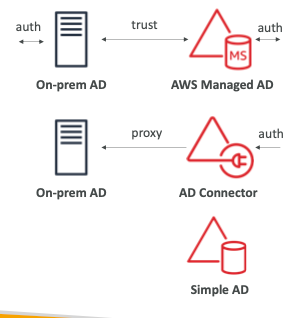 auth
trust
auth
MS
On-prem AD
AWS Managed AD
proxy
auth
On-prem AD
AD Connector
Simple AD